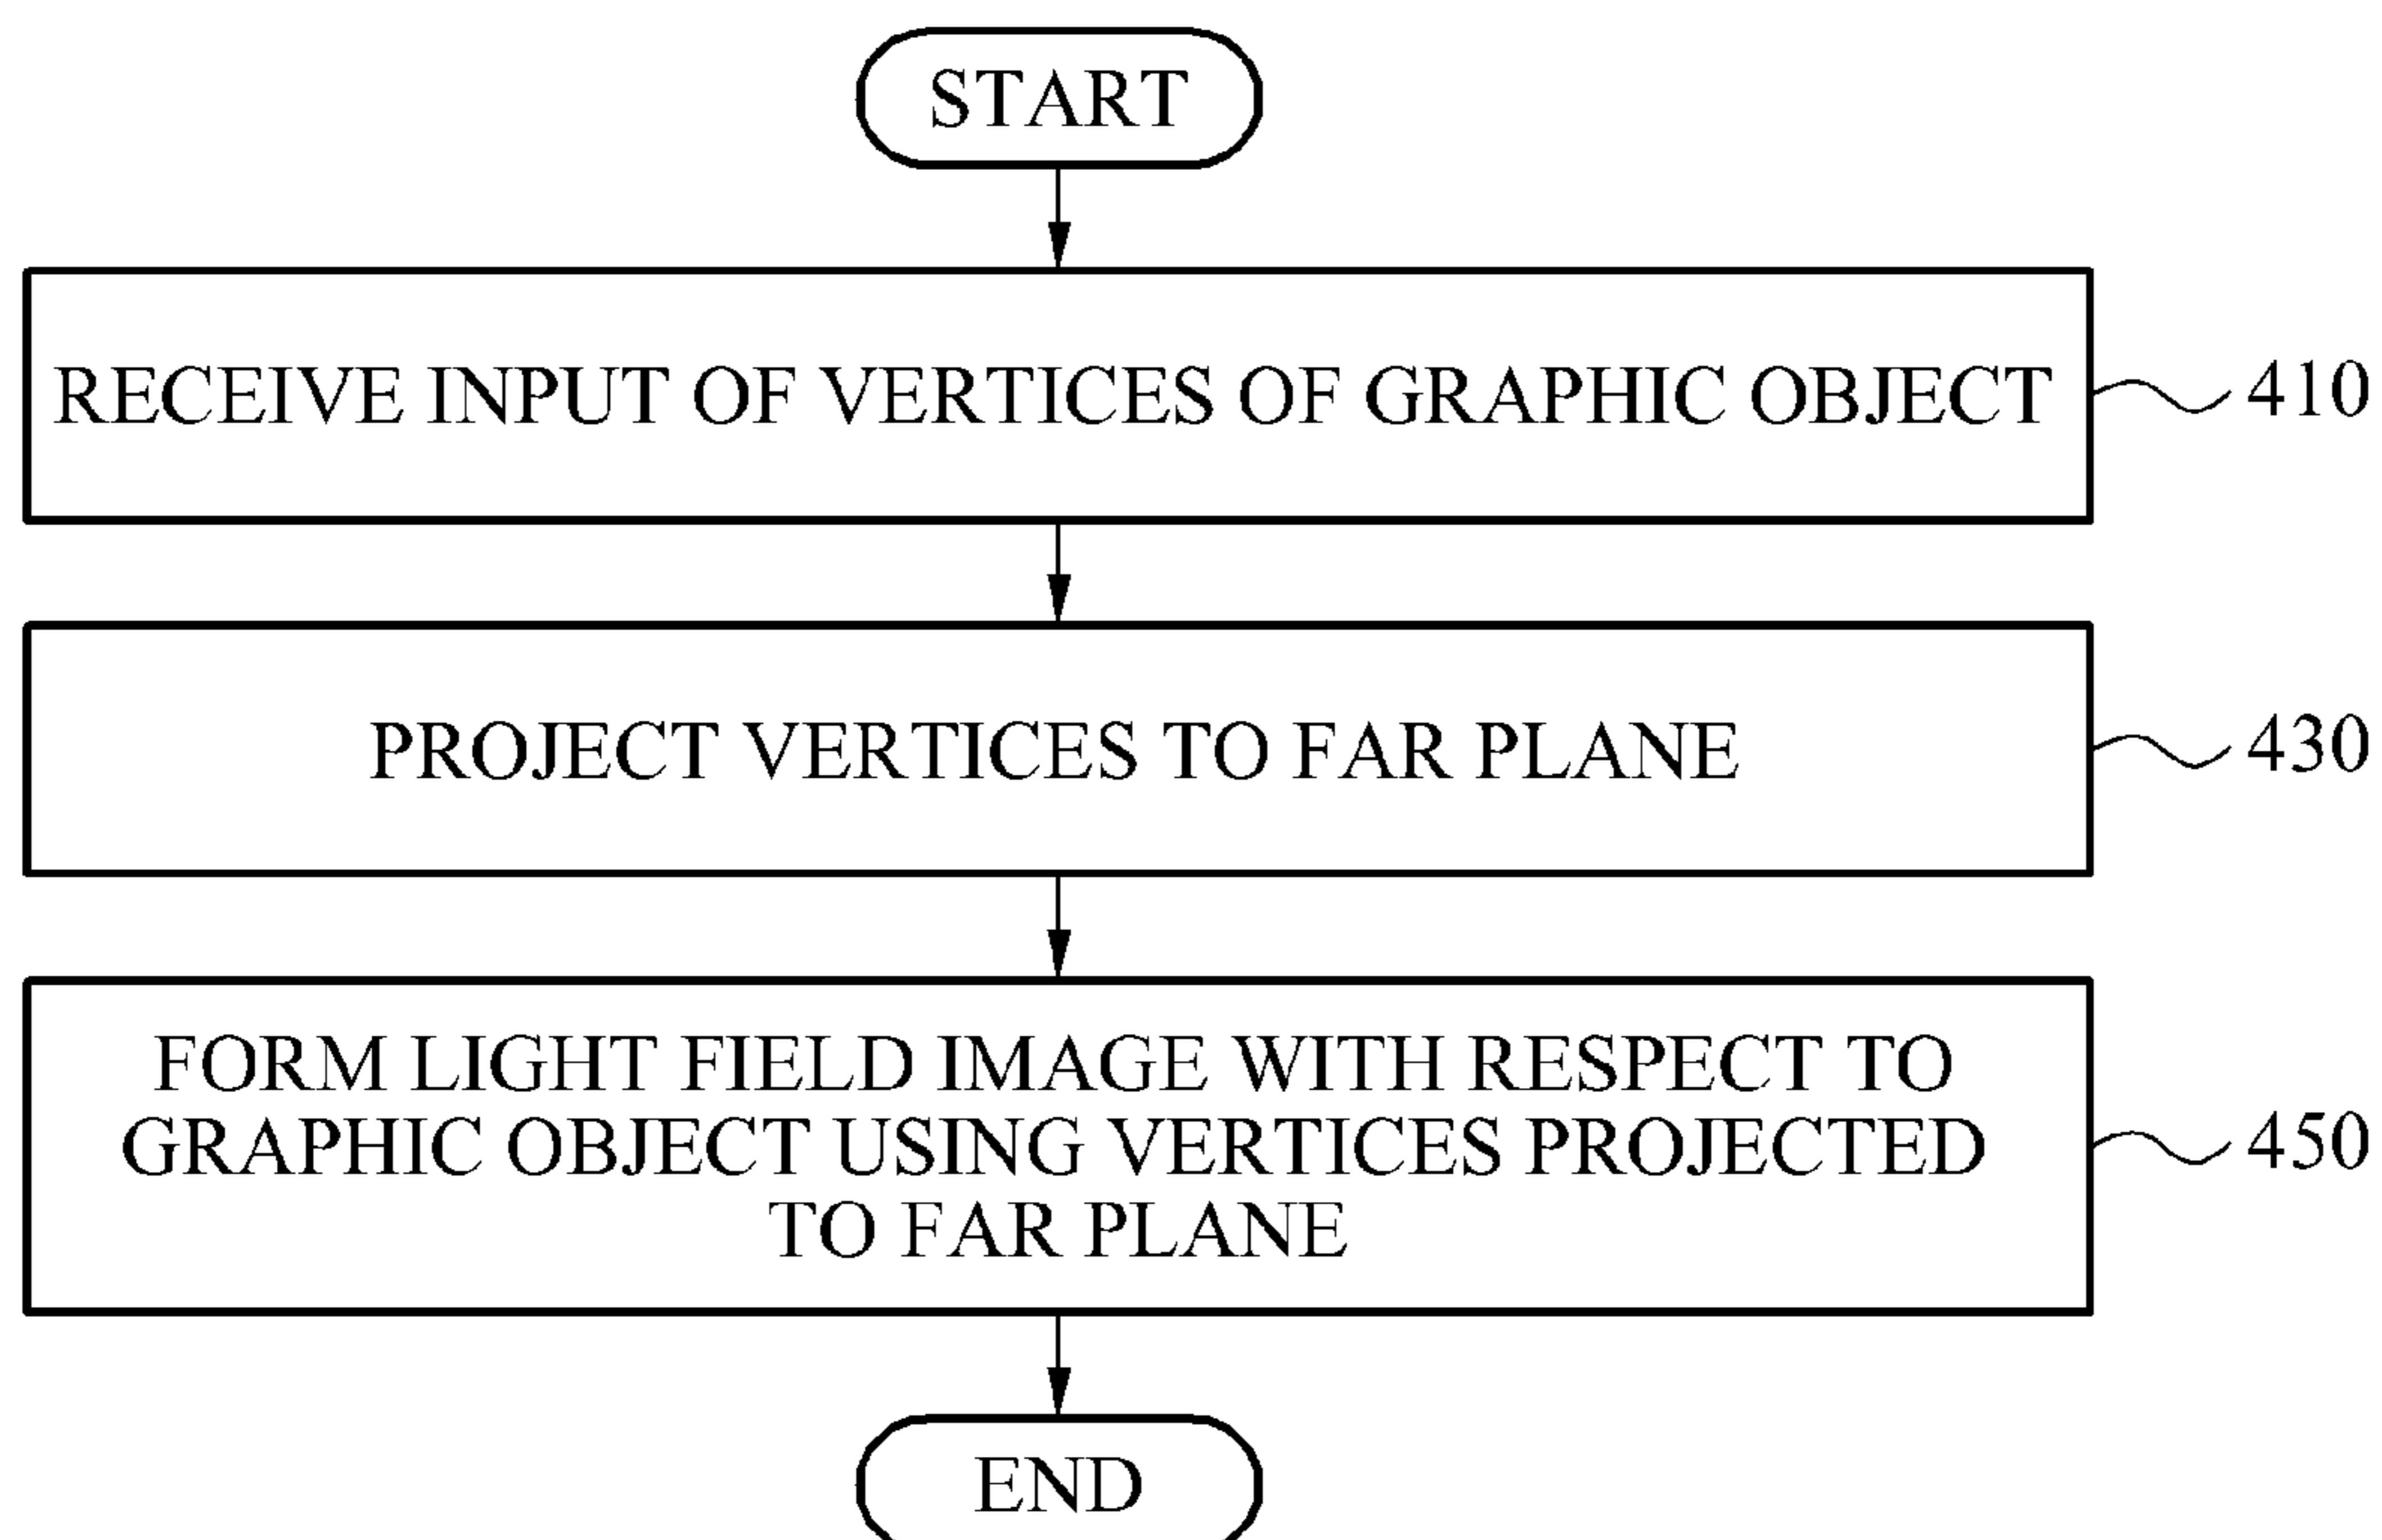 START
RECEIVE INPUT OF VERTICES OF GRAPHIC OBJECT
410
PROJECT VERTICES TO FAR PLANE
430
FORM LIGHT FIELD IMAGE WITH RESPECT TO
GRAPHIC OBJECT USING VERTICES PROJECTED
TO FAR PLANE
450
END